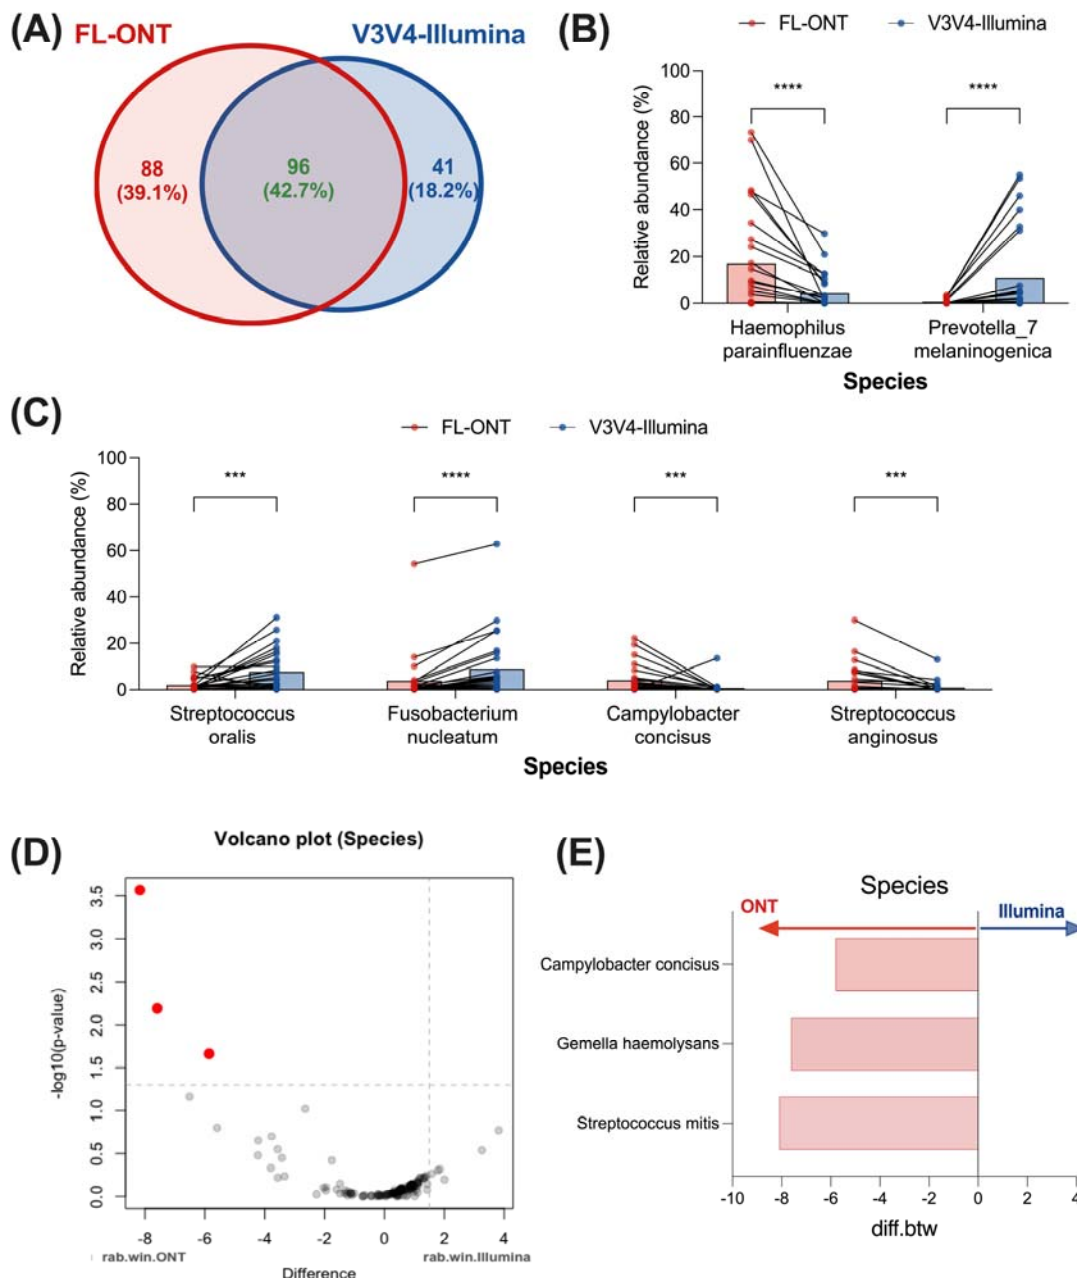 (A)
FL-ONT
V3V4-Illumina
88
(39.1%)
96
(42.7%)
41
(18.2%)
(B)
FL-ONT
V3V4-Illumina
Relative abundance (%)
100
80
60
40
20
0
****
****
Haemophilus
parainfluenzae
Prevotella_7
melaninogenica
Species
(C)
FL-ONT
V3V4-Illumina
Relative abundance (%)
100
80
60
40
20
0
***
****
***
***
Streptococcus
oralis
Fusobacterium
nucleatum
Campylobacter
concisus
Streptococcus
anginosus
Species
(D)
Volcano plot (Species)
-log10(p-value)
3.5
3.0
2.5
2.0
1.5
1.0
0.5
0.0
-8 -6 -4 -2 0 2 4
rab.win.ONT
rab.win.Illumina
Difference
(E)
Species
ONT
Illumina
Campylobacter concisus
Gemella haemolysans
Streptococcus mitis
-10 -8 -6 -4 -2 0 2 4
diff.btw